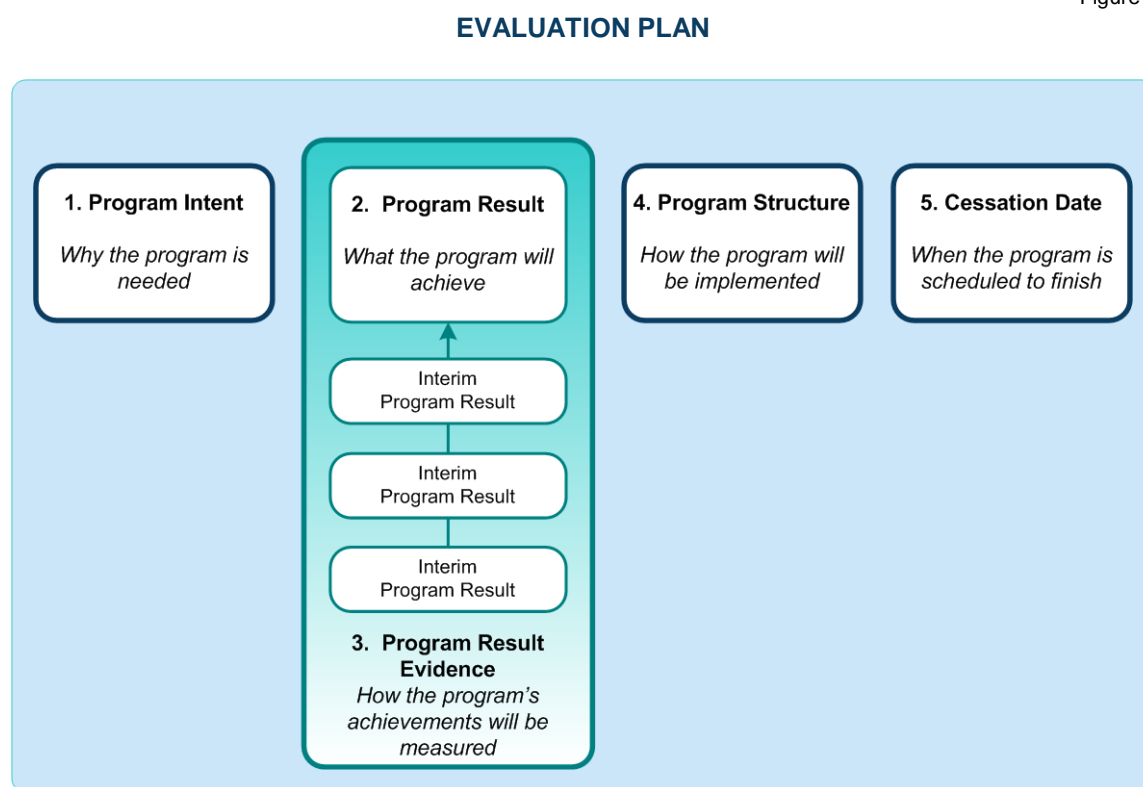 Figure
EVALUATION PLAN
1. Program Intent
Why the program is
needed
2. Program Result
What the program will
achieve
Interim
Program Result
Interim
Program Result
Interim
Program Result
3. Program Result
Evidence
How the program's
achievements will be
measured
4. Program Structure
How the program will
be implemented
5. Cessation Date
When the program is
scheduled to finish